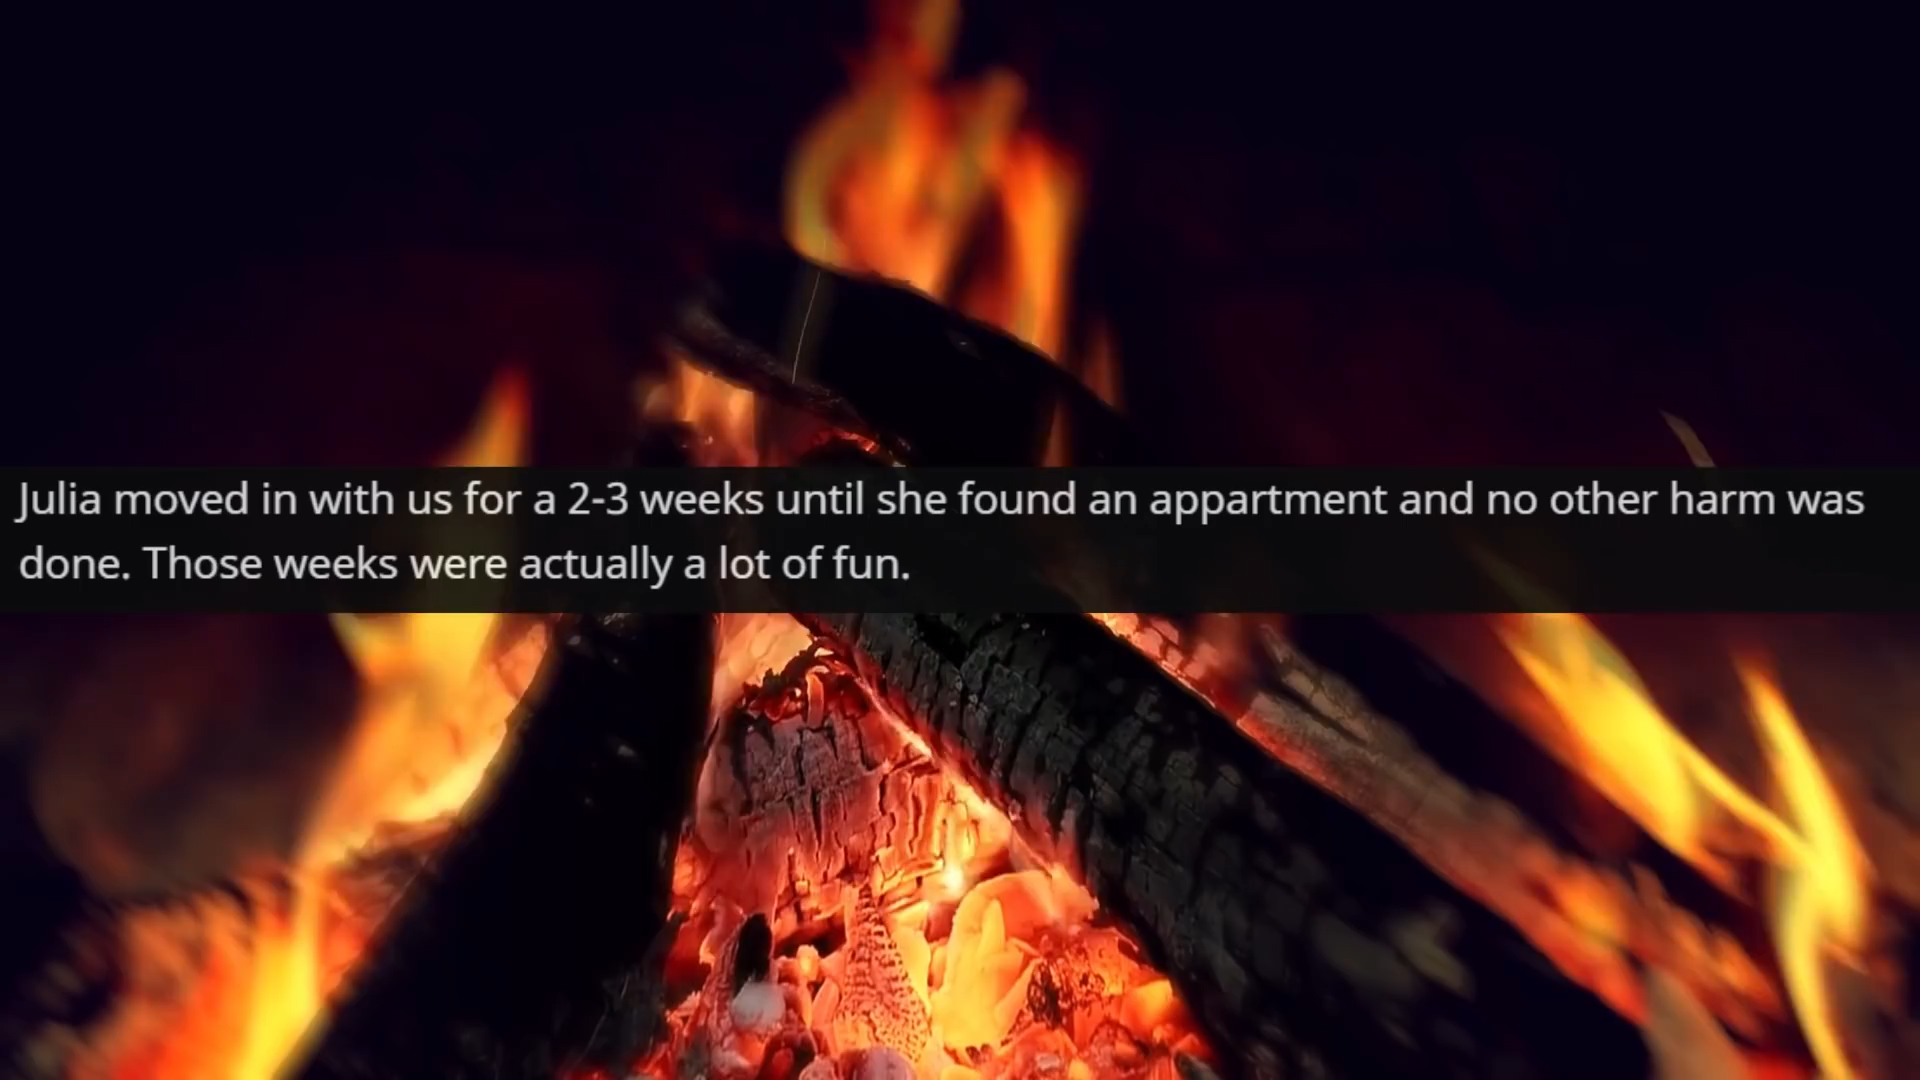 Julia moved in with us for a 2-3 weeks until she found an appartment and no other harm was
done. Those weeks were actually a lot of fun.